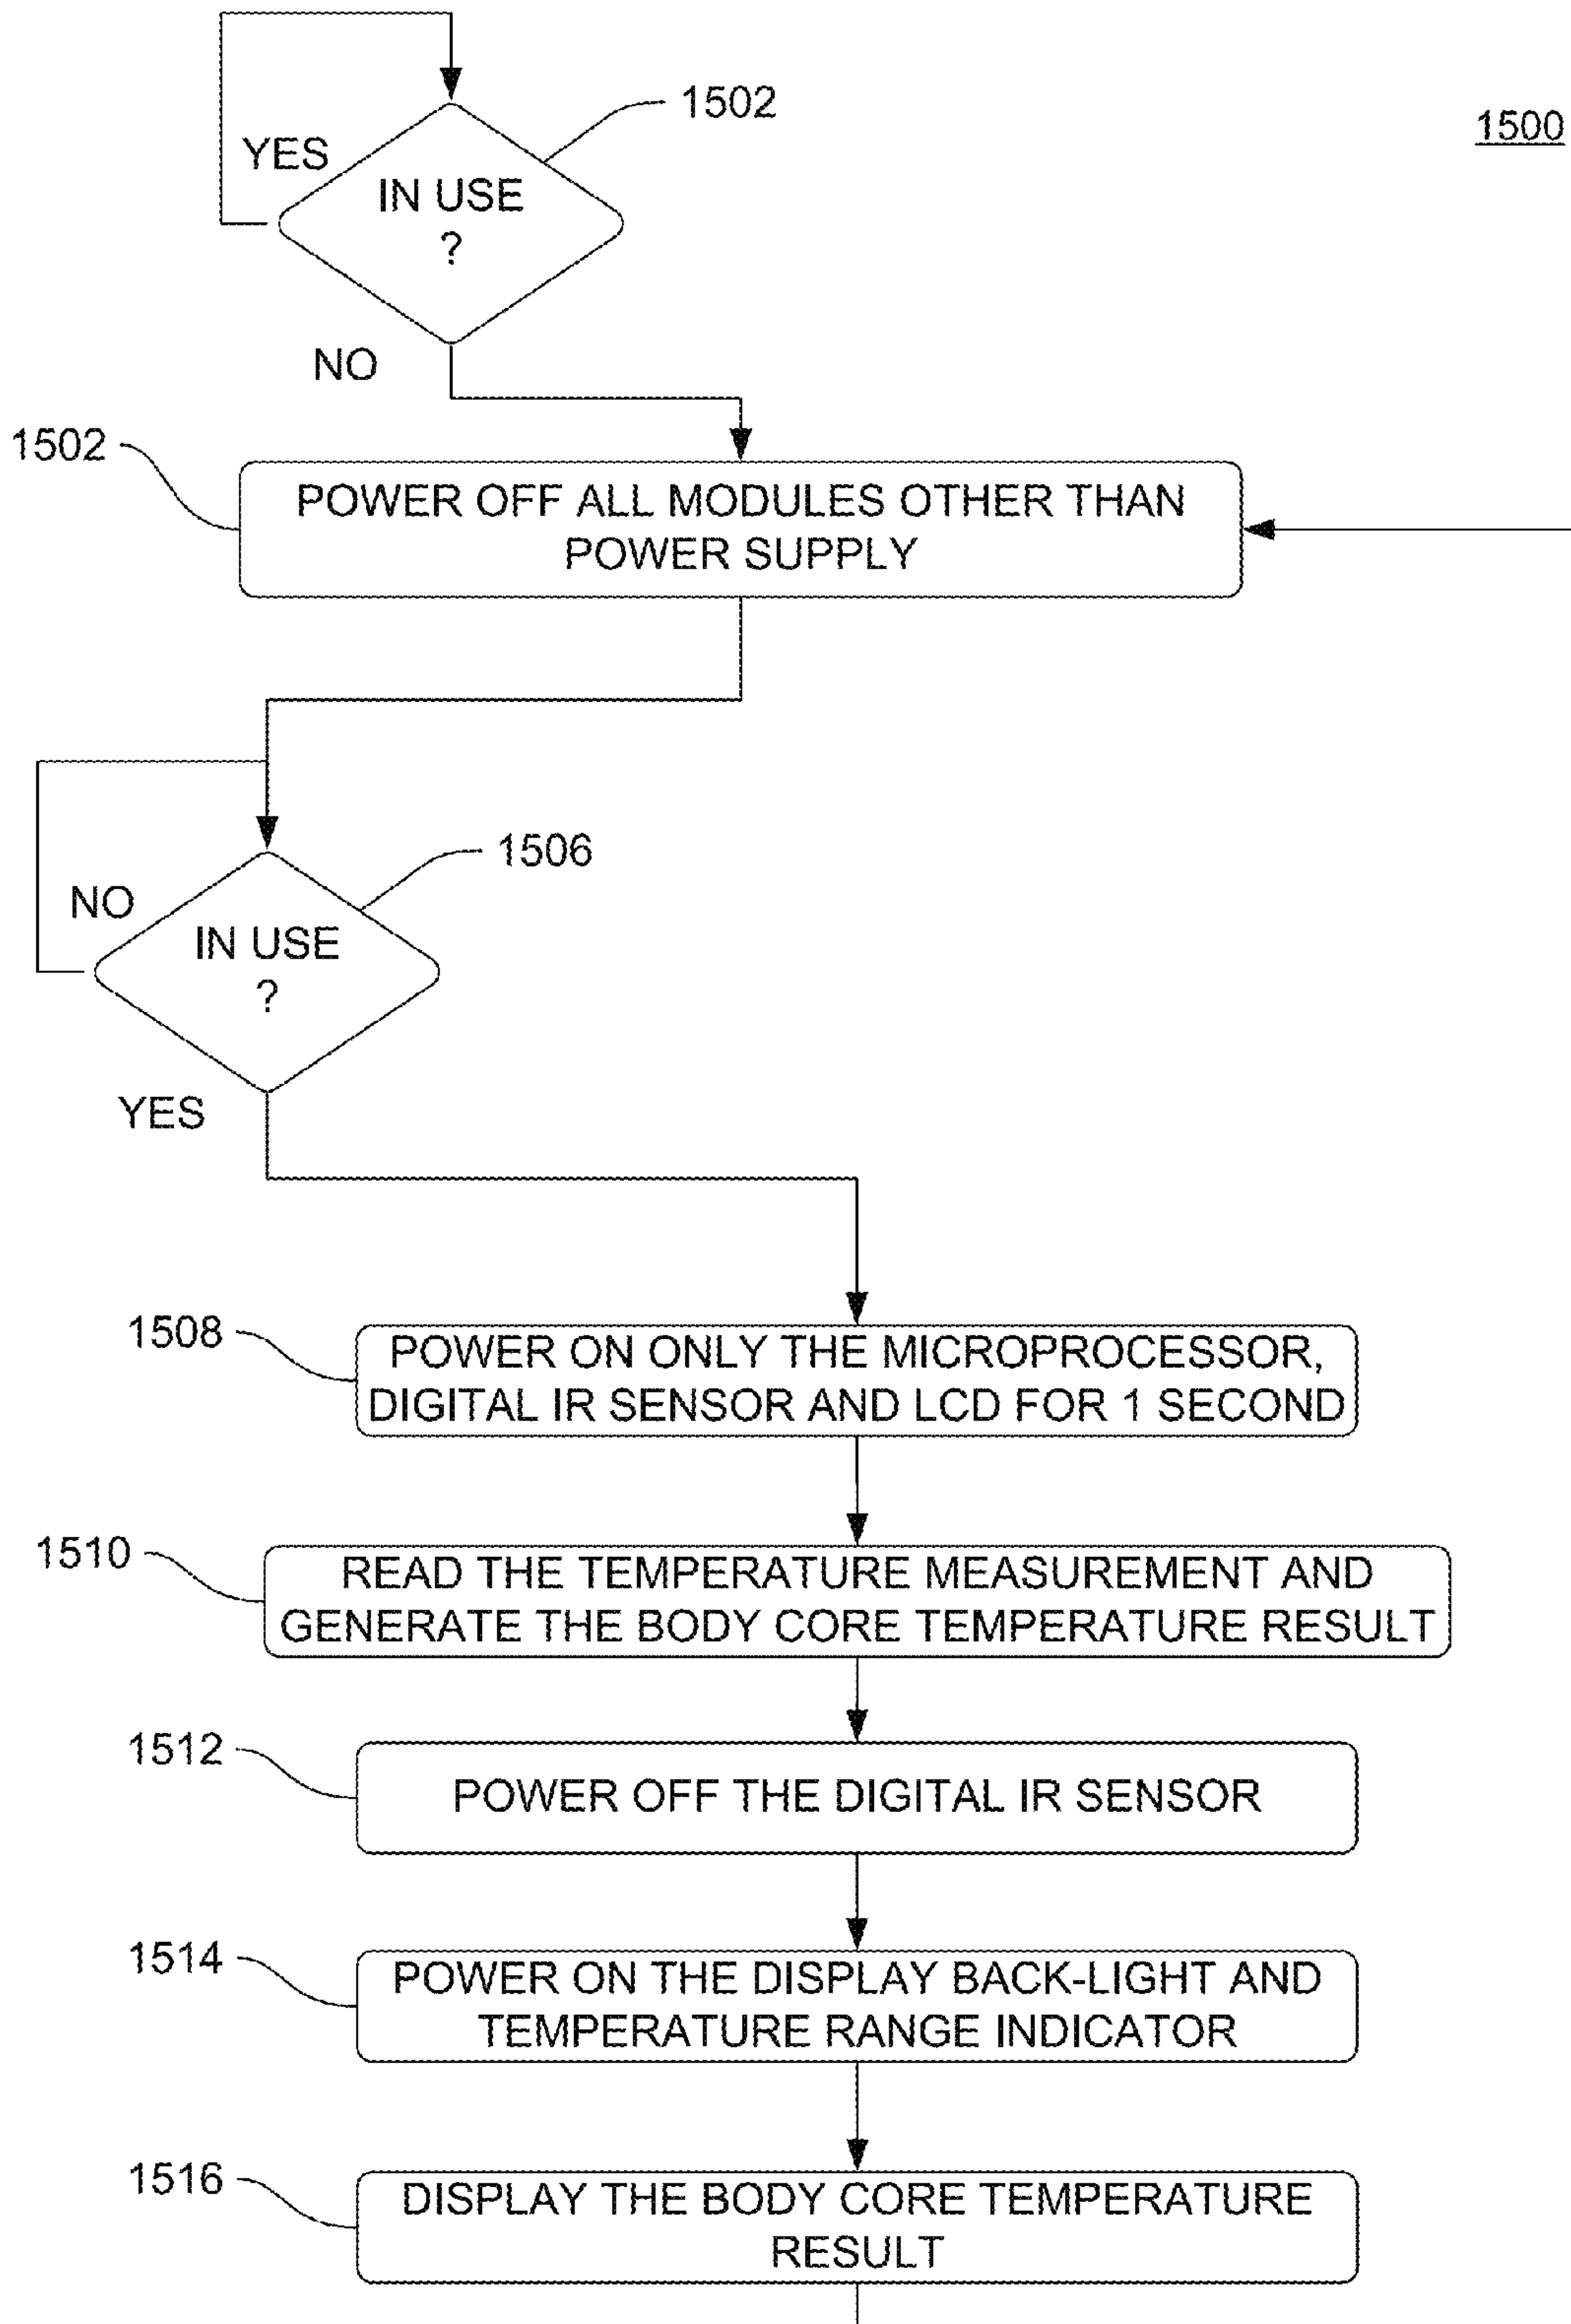 1500
1502
YES
IN USE
?
NO
1502
POWER OFF ALL MODULES OTHER THAN
POWER SUPPLY
1506
NO
IN USE
?
YES
1508
POWER ON ONLY THE MICROPROCESSOR,
DIGITAL IR SENSOR AND LCD FOR 1 SECOND
1510
READ THE TEMPERATURE MEASUREMENT AND
GENERATE THE BODY CORE TEMPERATURE RESULT
1512
POWER OFF THE DIGITAL IR SENSOR
1514
POWER ON THE DISPLAY BACK-LIGHT AND
TEMPERATURE RANGE INDICATOR
1516
DISPLAY THE BODY CORE TEMPERATURE
RESULT